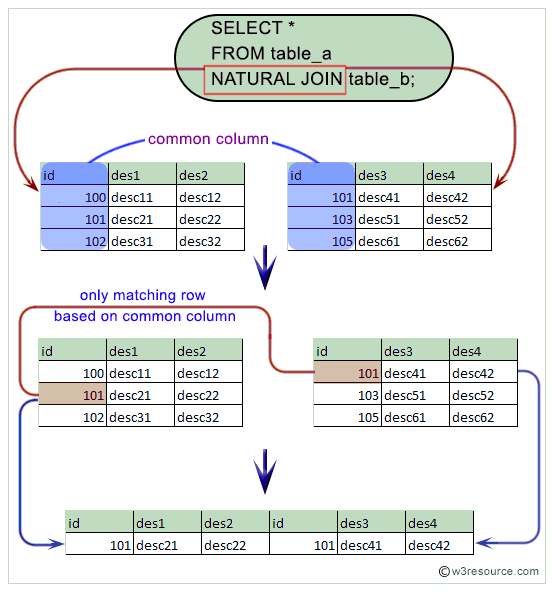 SELECT *
FROM table_a
NATURAL JOIN table_b;
common column
id des1 des2
100 desc11 desc12
101 desc21 desc22
102 desc31 desc32
id des3 des4
101 desc41 desc42
103 desc51 desc52
105 desc61 desc62
only matching row
based on common column
id des1 des2
100 desc11 desc12
101 desc21 desc22
102 desc31 desc32
id des3 des4
101 desc41 desc42
103 desc51 desc52
105 desc61 desc62
id des1 des2 id des3 des4
101 desc21 desc22 101 desc41 desc42
©w3resource.com